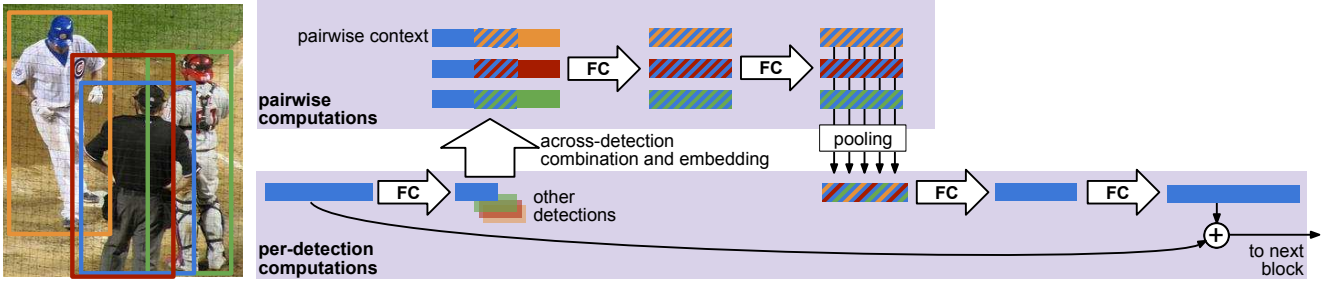 pairwise context
FC
FC
pairwise
computations
pooling
across-detection
combination and embedding
FC
other
detections
FC
FC
per-detection
computations
+
to next
block